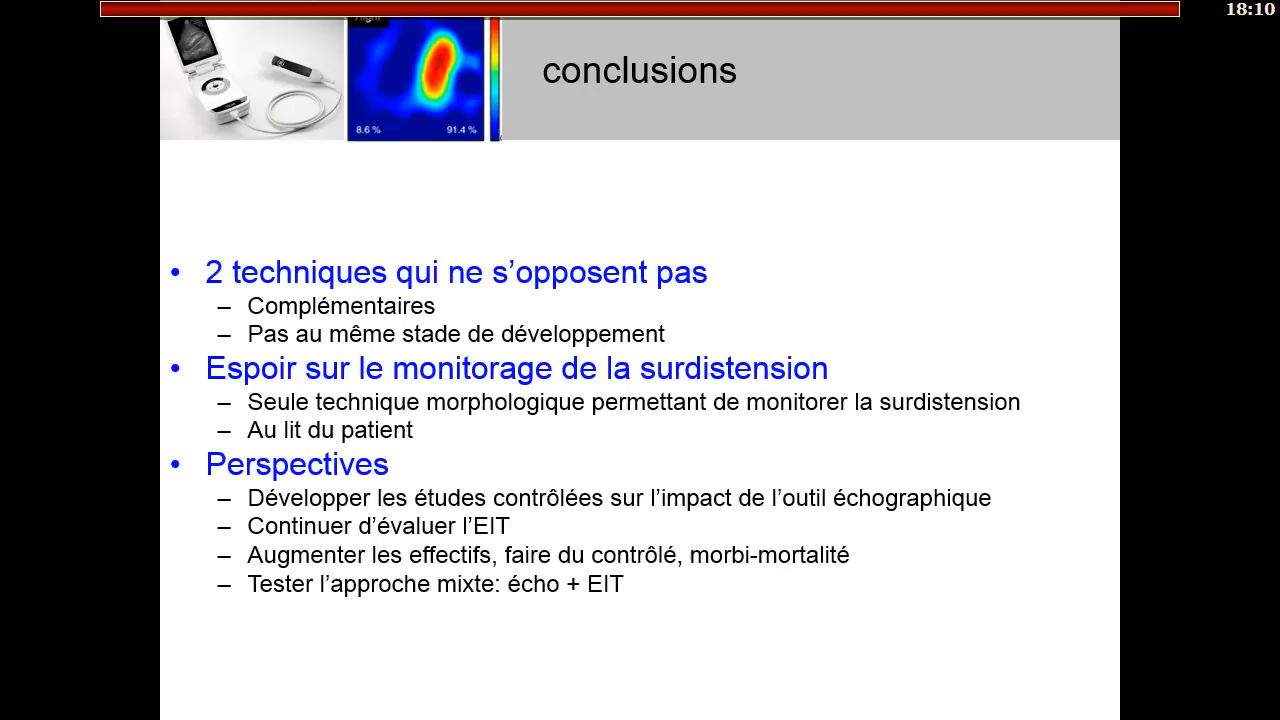 18:10
Right
8.6 %
91.4 %
conclusions
• 2 techniques qui ne s’opposent pas
– Complémentaires
– Pas au même stade de développement
• Espoir sur le monitorage de la surdistension
– Seule technique morphologique permettant de monitorer la surdistension
– Au lit du patient
• Perspectives
– Développer les études contrôlées sur l’impact de l’outil échographique
– Continuer d’évaluer l’EIT
– Augmenter les effectifs, faire du contrôlé, morbi-mortalité
– Tester l’approche mixte: écho + EIT